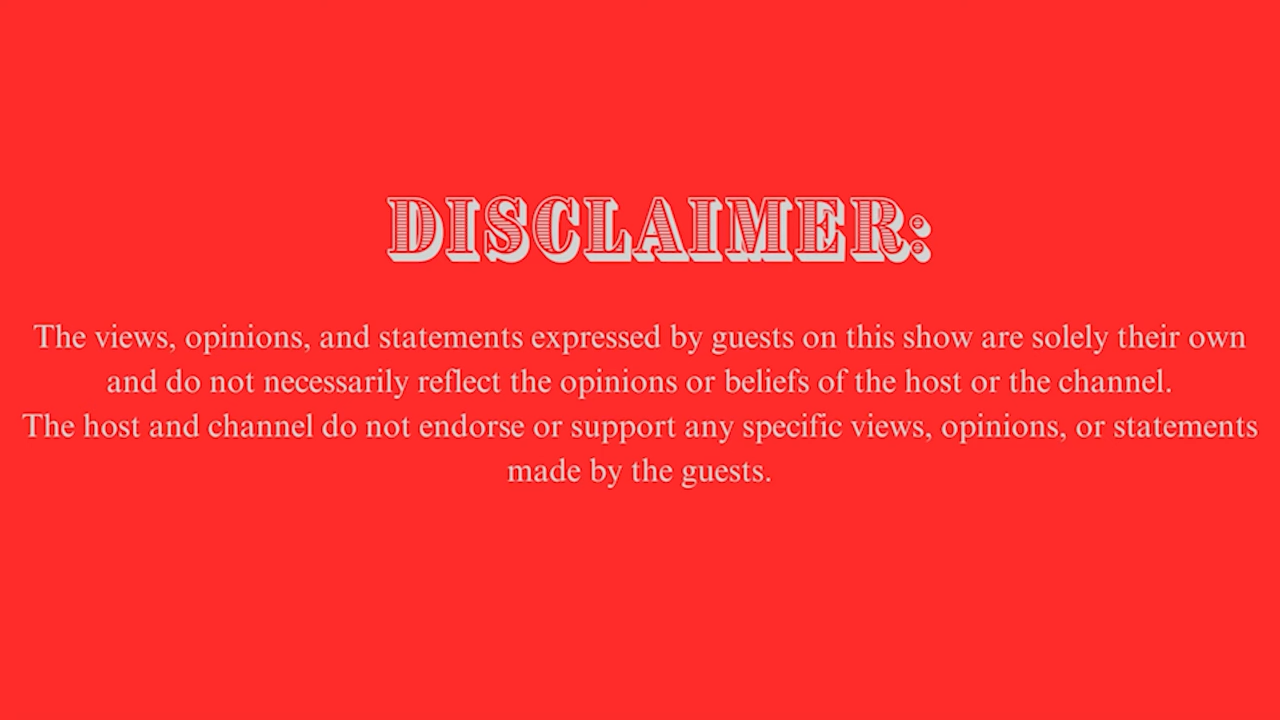 DISCLAIMER:
The views, opinions, and statements expressed by guests on this show are solely their own
and do not necessarily reflect the opinions or beliefs of the host or the channel.
The host and channel do not endorse or support any specific views, opinions, or statements
made by the guests.